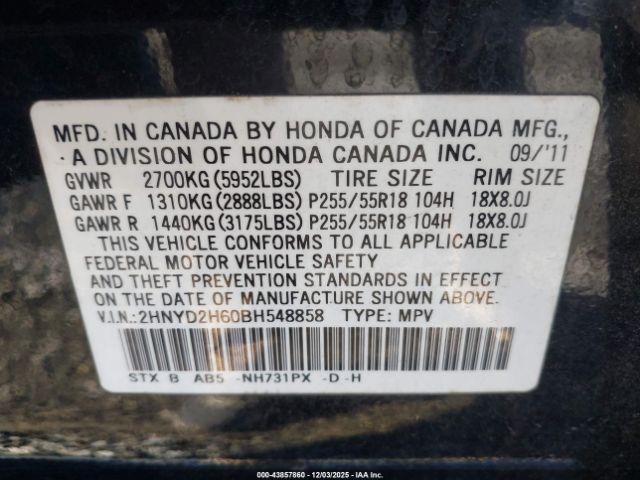 MFD. IN CANADA BY HONDA OF CANADA MFG.,
A DIVISION OF HONDA CANADA INC. 09/'11
GVWR 2700KG(5952LBS) TIRE SIZE RIM SIZE
GAWR F 1310KG(2888LBS) P255/55R18 104H 18X8.0J
GAWR R 1440KG(3175LBS) P255/55R18 104H 18X8.0J
THIS VEHICLE CONFORMS TO ALL APPLICABLE
FEDERAL MOTOR VEHICLE SAFETY
AND THEFT PREVENTION STANDARDS IN EFFECT
ON THE DATE OF MANUFACTURE SHOWN ABOVE.
V.I.N.:2HNYD2H60BH548858 TYPE: MPV
STX B AB5 -NH731PX -D-H
000-43857860 - 12/03/2025 - IAA Inc.